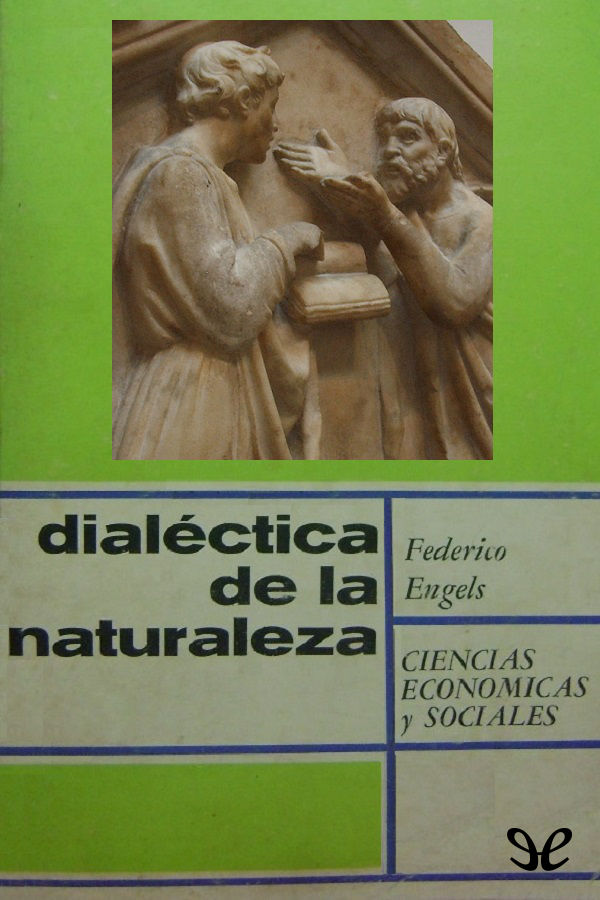 dialéctica
de la
naturaleza
Federico
Engels
CIENCIAS
ECONOMICAS
y SOCIALES